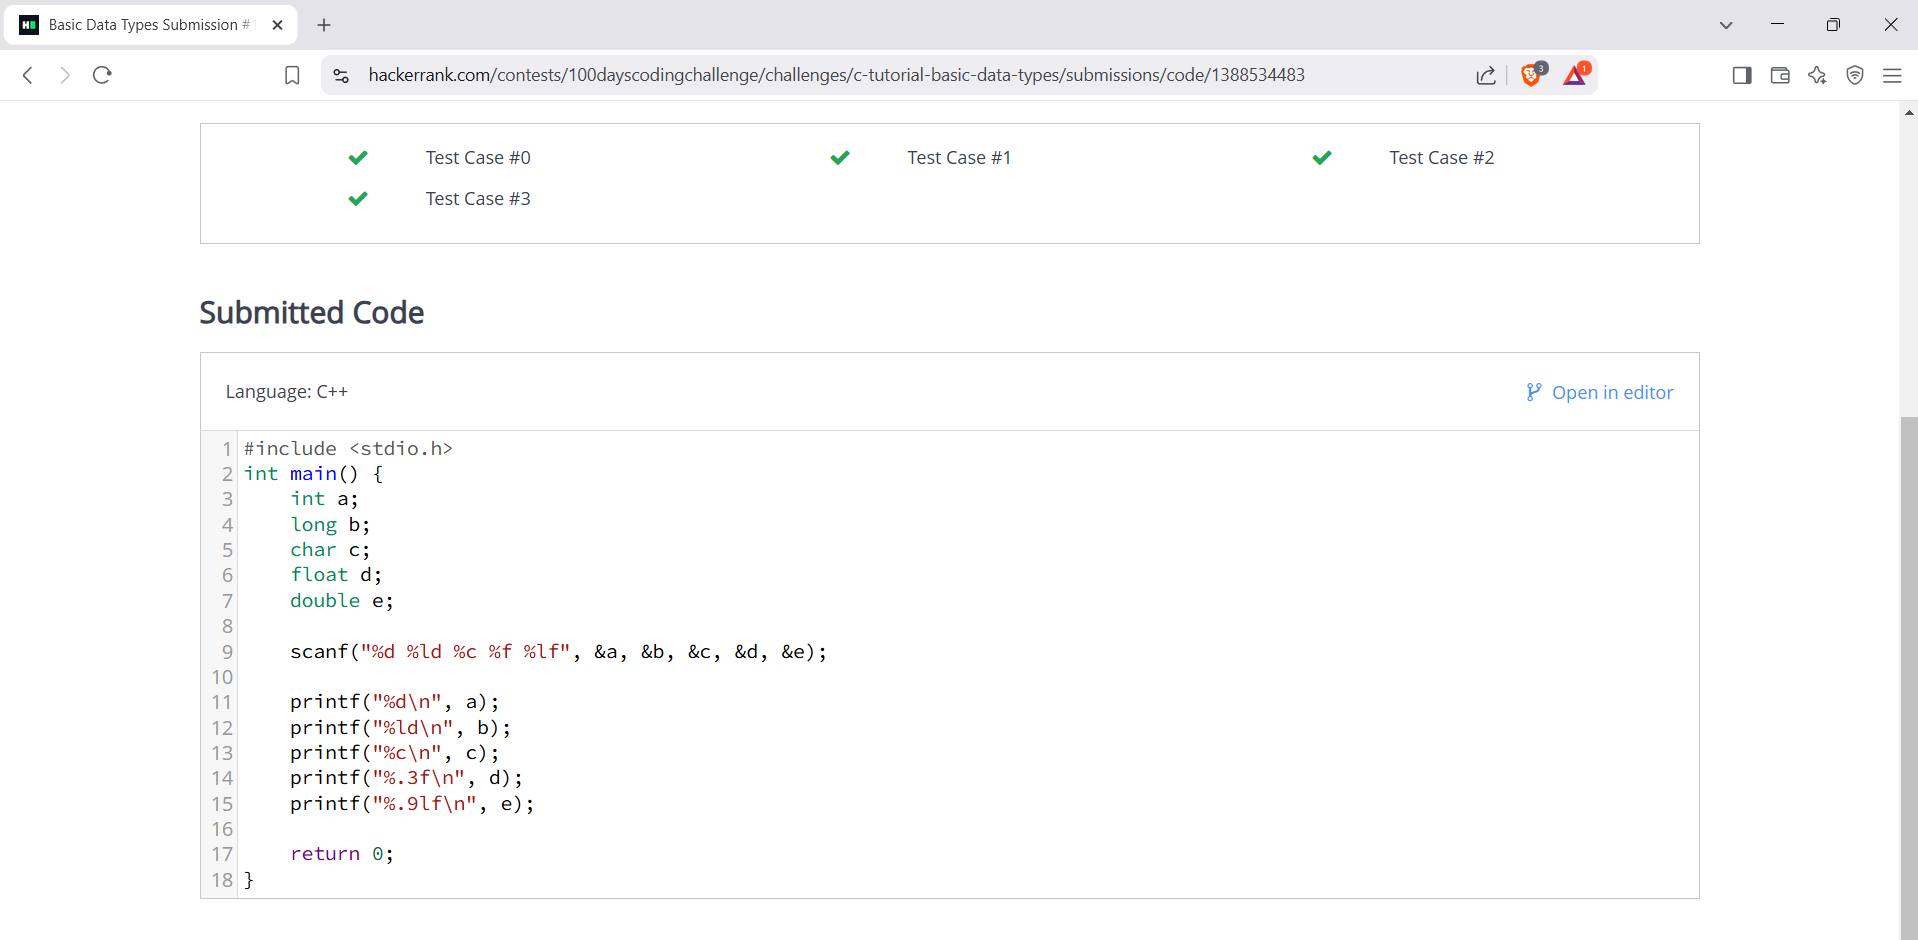 Basic Data Types Submission #
hackerrank.com/contests/100dayscodingchallenge/challenges/c-tutorial-basic-data-types/submissions/code/1388534483
3
1
Test Case #0
Test Case #1
Test Case #2
Test Case #3
Submitted Code
Language: C++
Open in editor
1 #include <stdio.h>
2 int main() {
3     int a;
4     long b;
5     char c;
6     float d;
7     double e;
8
9     scanf("%d %ld %c %f %lf", &a, &b, &c, &d, &e);
10
11     printf("%d\n", a);
12     printf("%ld\n", b);
13     printf("%c\n", c);
14     printf("%.3f\n", d);
15     printf("%.9lf\n", e);
16
17     return 0;
18 }